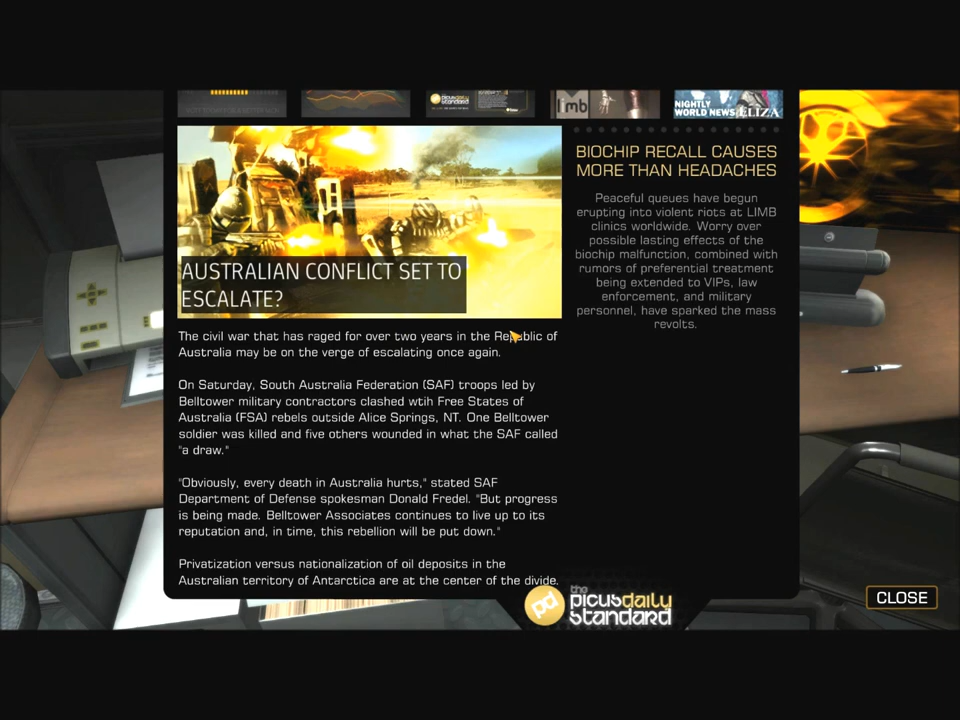 picusdaily
standard
limb
NIGHTLY
WORLD NEWS ELIZA
AUSTRALIAN CONFLICT SET TO
ESCALATE?
The civil war that has raged for over two years in the Republic of
Australia may be on the verge of escalating once again.
On Saturday, South Australia Federation (SAF) troops led by
Belltower military contractors clashed wtih Free States of
Australia (FSA) rebels outside Alice Springs, NT. One Belltower
soldier was killed and five others wounded in what the SAF called
"a draw."
"Obviously, every death in Australia hurts," stated SAF
Department of Defense spokesman Donald Fredel. "But progress
is being made. Belltower Associates continues to live up to its
reputation and, in time, this rebellion will be put down."
Privatization versus nationalization of oil deposits in the
Australian territory of Antarctica are at the center of the divide.
BIOCHIP RECALL CAUSES
MORE THAN HEADACHES
Peaceful queues have begun
erupting into violent riots at LIMB
clinics worldwide. Worry over
possible lasting effects of the
biochip malfunction, combined with
rumors of preferential treatment
being extended to VIPs, law
enforcement, and military
personnel, have sparked the mass
revolts.
CLOSE
pd
the
picusdaily
standard